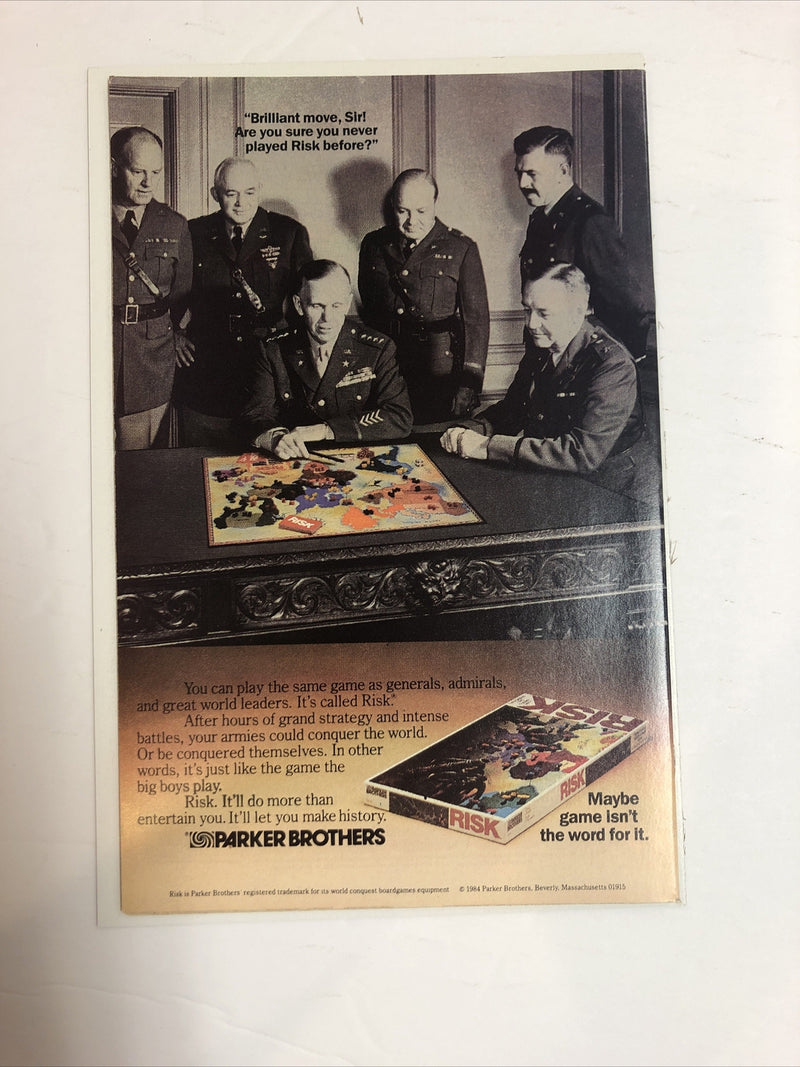 "Brilliant move, Sir!
Are you sure you never
played Risk before?"
RISK
You can play the same game as generals, admirals,
and great world leaders. It's called Risk.®
After hours of grand strategy and intense
battles, your armies could conquer the world.
Or be conquered themselves. In other
words, it's just like the game the
big boys play.
Risk. It'll do more than
entertain you. It'll let you make history.
PARKER BROTHERS
RISK
RISK
RISK
Maybe
game isn't
the word for it.
Risk is Parker Brothers' registered trademark for its world conquest boardgames equipment © 1984 Parker Brothers, Beverly, Massachusetts 01915